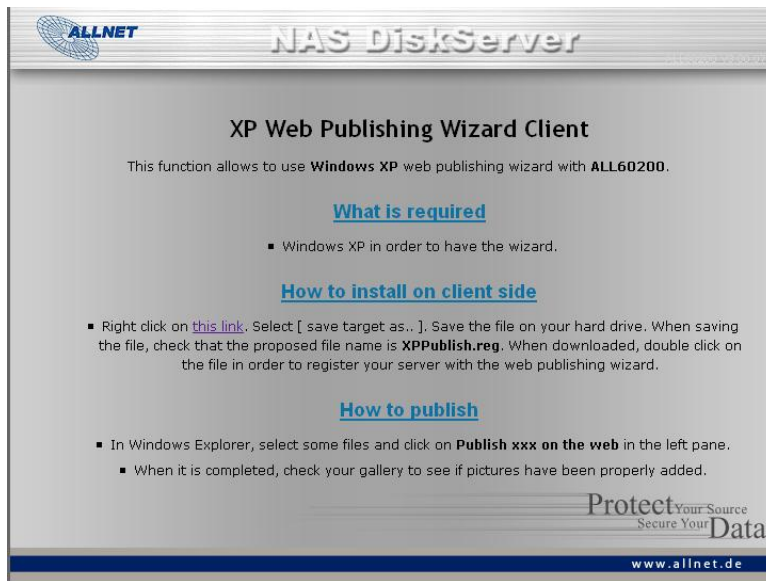 ALLNET
NAS DiskServer
XP Web Publishing Wizard Client
This function allows to use Windows XP web publishing wizard with ALL60200.
What is required
▪ Windows XP in order to have the wizard.
How to install on client side
▪ Right click on this link. Select [ save target as.. ]. Save the file on your hard drive. When saving
the file, check that the proposed file name is XPPublish.reg. When downloaded, double click on
the file in order to register your server with the web publishing wizard.
How to publish
▪ In Windows Explorer, select some files and click on Publish xxx on the web in the left pane.
▪ When it is completed, check your gallery to see if pictures have been properly added.
Protect Your Source
Secure Your Data
www.allnet.de